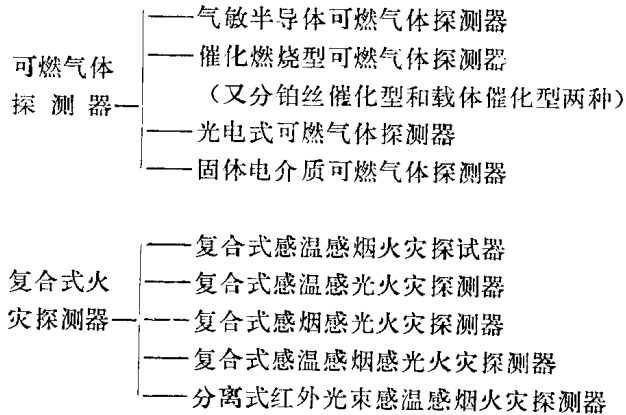 气敏半导体可燃气体探测器
催化燃烧型可燃气体探测器
可燃气体
探测器
（又分铂丝催化型和载体催化型两种）
光电式可燃气体探测器
固体电介质可燃气体探测器
复合式感温感烟火灾探试器
复合式火
灾探测器
复合式感温感光火灾探测器
复合式感烟感光火灾探测器
复合式感温感烟感光火灾探测器
分离式红外光束感温感烟火灾探测器